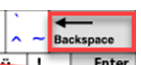 ` ^ ~ Backspace
ü ! Enter